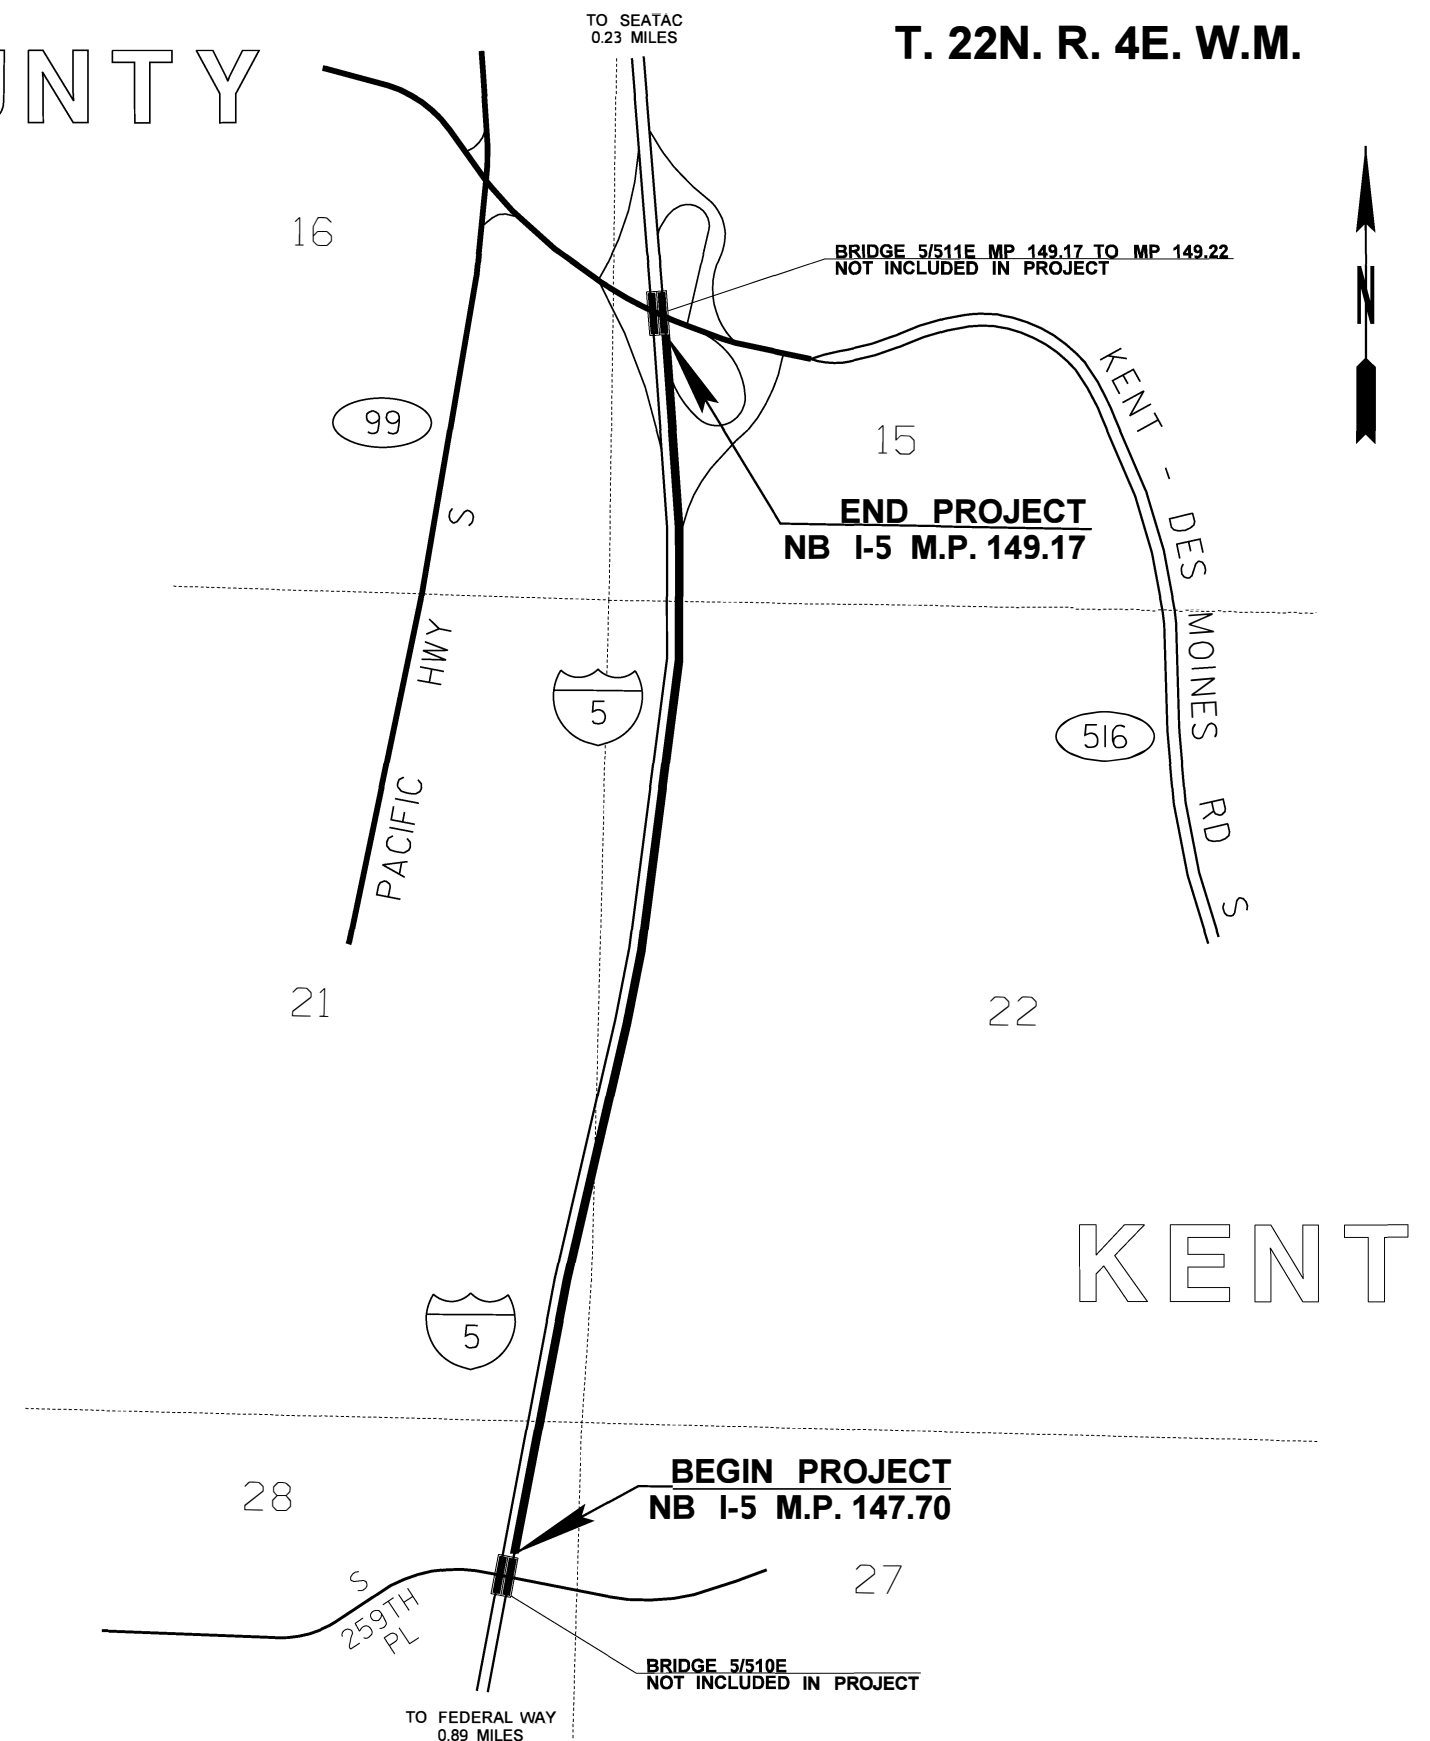 TO SEATAC
0.23 MILES
T. 22N. R. 4E. W.M.
UNTY
16
BRIDGE 5/511E MP 149.17 TO MP 149.22
NOT INCLUDED IN PROJECT
N
99
15
KENT - DES MOINES RD S
END PROJECT
NB I-5 M.P. 149.17
PACIFIC HWY S
5
516
21
22
KENT
5
BEGIN PROJECT
NB I-5 M.P. 147.70
28
27
S
259TH
PL
BRIDGE 5/510E
NOT INCLUDED IN PROJECT
TO FEDERAL WAY
0.89 MILES